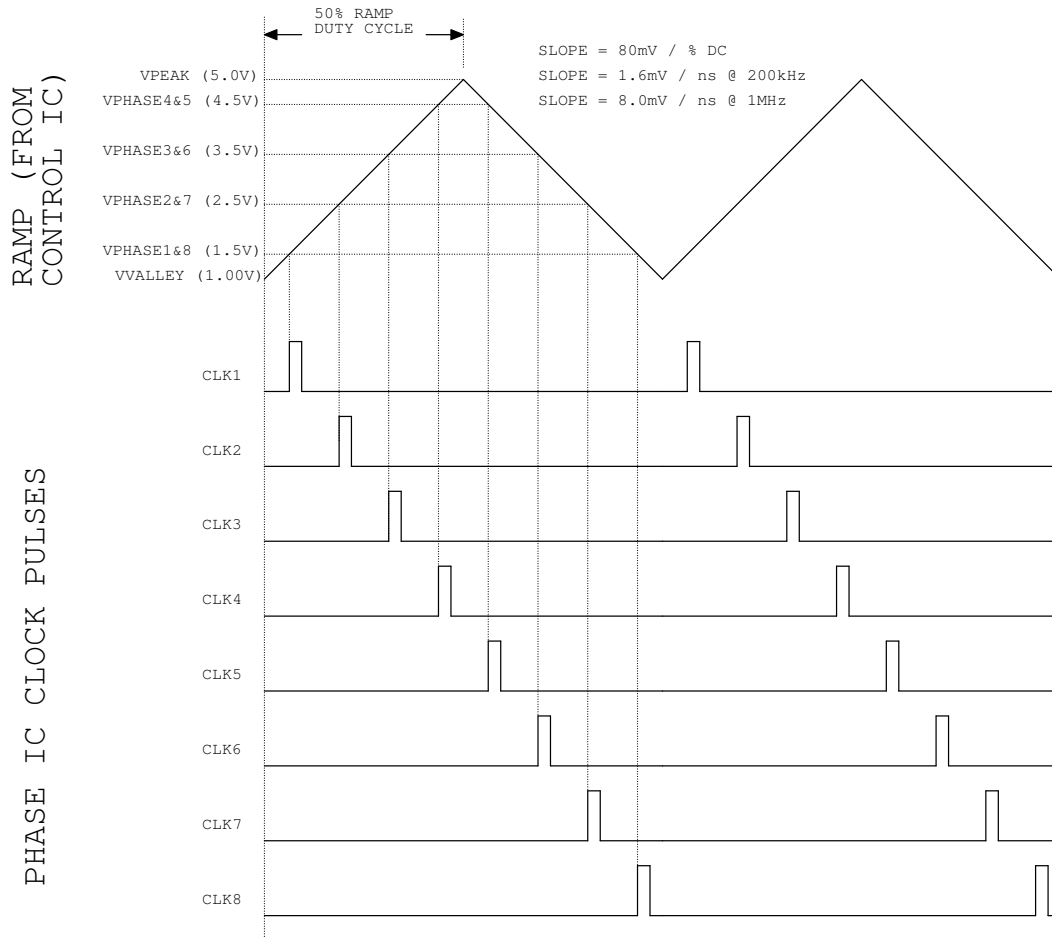 50% RAMP
DUTY CYCLE
SLOPE = 80mV / % DC
SLOPE = 1.6mV / ns @ 200kHz
SLOPE = 8.0mV / ns @ 1MHz
RAMP (FROM
CONTROL IC)
VPEAK (5.0V)
VPHASE4&5 (4.5V)
VPHASE3&6 (3.5V)
VPHASE2&7 (2.5V)
VPHASE1&8 (1.5V)
VVALLEY (1.00V)
PHASE IC CLOCK PULSES
CLK1
CLK2
CLK3
CLK4
CLK5
CLK6
CLK7
CLK8